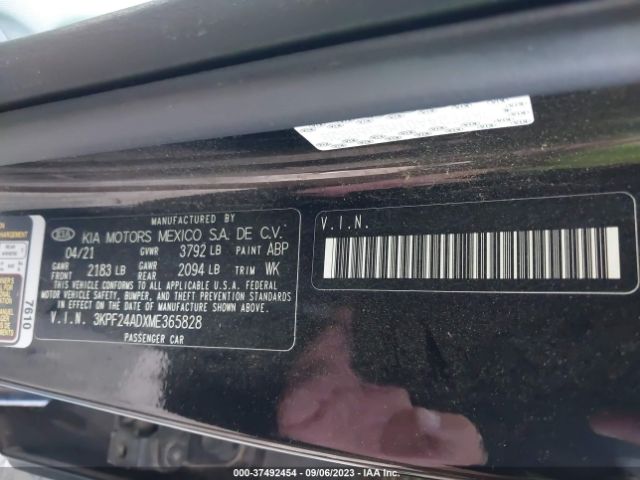 MANUFACTURED BY
KIA KIA MOTORS MEXICO S.A. DE C.V.
04/21 GVWR 3792 LB PAINT ABP
GAWR FRONT 2183 LB GAWR REAR 2094 LB TRIM WK
THIS VEHICLE CONFORMS TO ALL APPLICABLE U.S.A. FEDERAL
MOTOR VEHICLE SAFETY, BUMPER, AND THEFT PREVENTION
STANDARDS IN EFFECT ON THE DATE OF MANUFACTURE SHOWN ABOVE.
V.I.N. 3KPF24ADXME365828
PASSENGER CAR
V.I.N.
7610
000-37492454 - 09/06/2023 - IAA Inc.